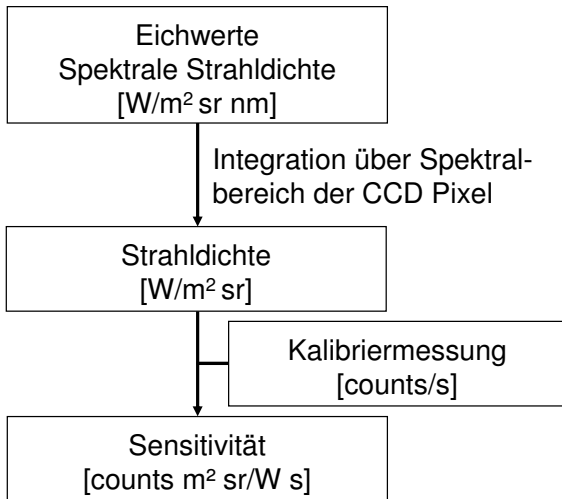 Eichwerte
Spektrale Strahldichte
[W/m² sr nm]
Integration über Spektral-
bereich der CCD Pixel
Strahldichte
[W/m² sr]
Kalibriermessung
[counts/s]
Sensitivität
[counts m² sr/W s]